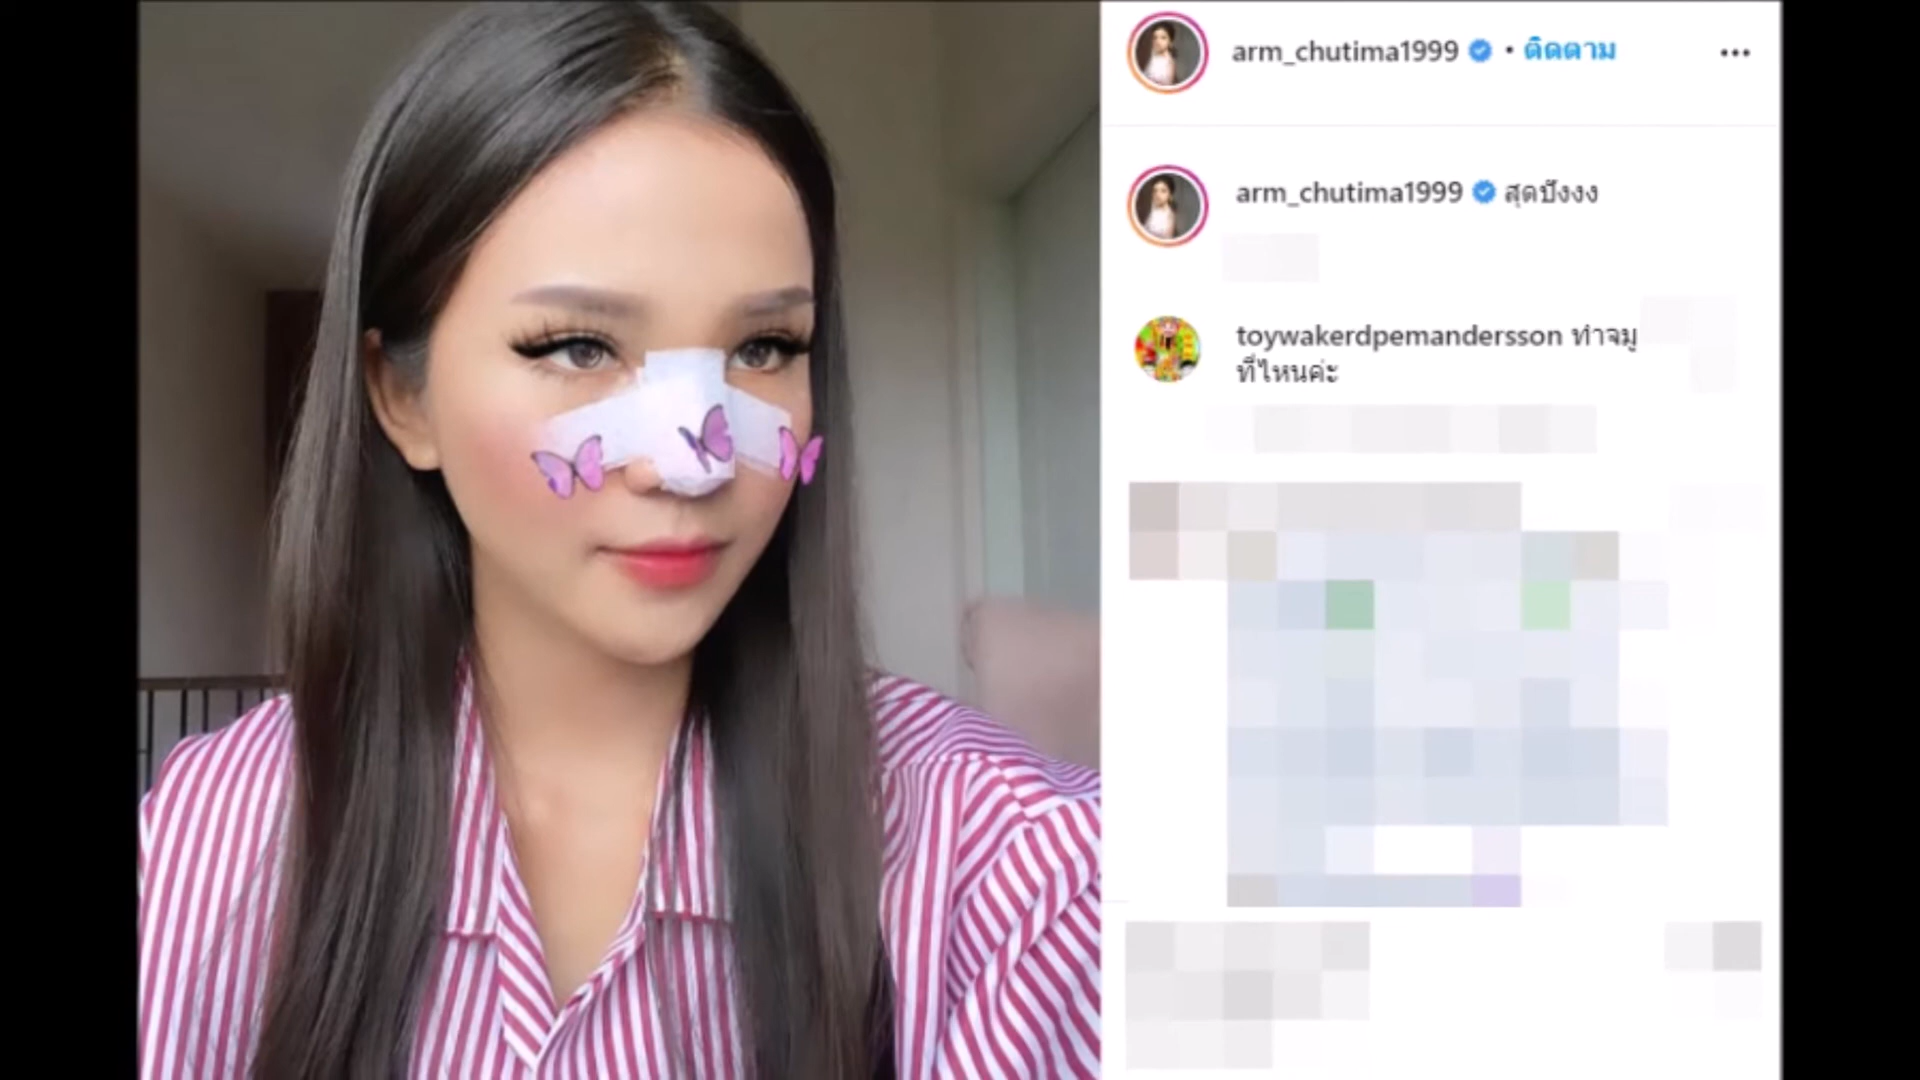 arm_chutima1999 • ติดตาม
arm_chutima1999 สุดปังงง
toywakerdpemandersson ทำจมู
ที่ไหนค่ะ